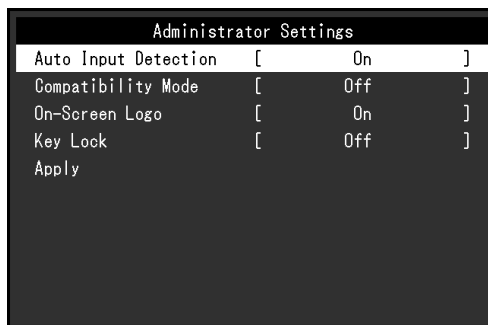 Administrator Settings
Auto Input Detection [ On ]
Compatibility Mode [ Off ]
On-Screen Logo [ On ]
Key Lock [ Off ]
Apply